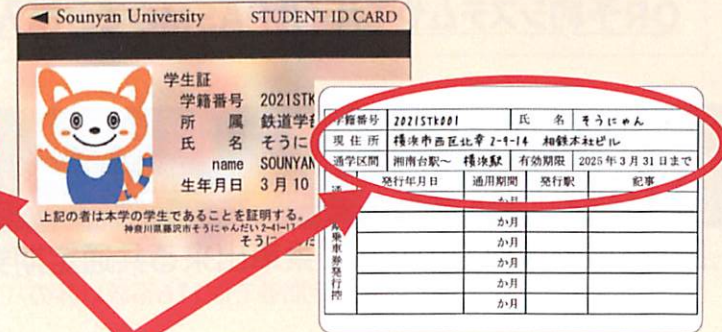 Sounyan University STUDENT ID CARD
学生証
学籍番号 2021STK
所属 鉄道学
氏名 そうに
name SOUNYAN
生年月日 3月10
上記の者は本学の学生であることを証明する。
神奈川県藤沢市そうにゃんだい2-41-17
そうに
学籍番号 2021STK001 氏名 そうにゃん
現住所 横浜市西区北幸2-9-14 相鉄本社ビル
通学区間 湘南台駅～横浜駅 有効期限 2025年3月31日まで
発行年月日 通用期間 発行駅 記事
か月
か月
か月
か月
か月
か月
乗車券発行控